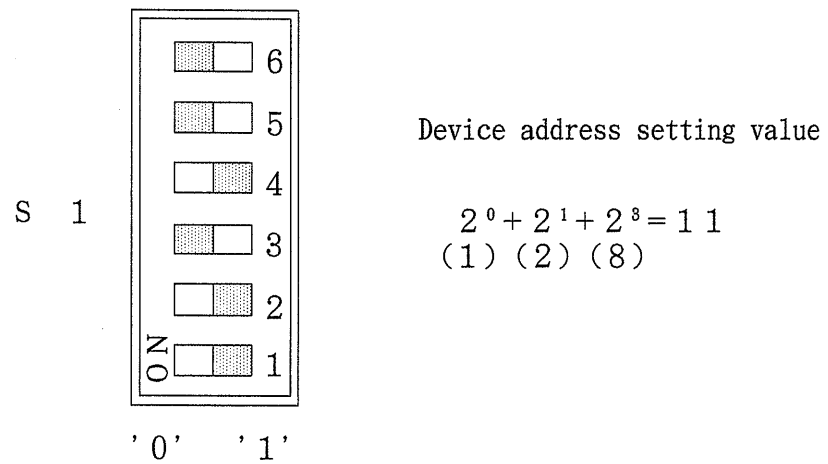 6
5
Device address setting value
4
S 1
2⁰+2¹+2³=11
3
(1) (2) (8)
2
ON
1
'0' '1'